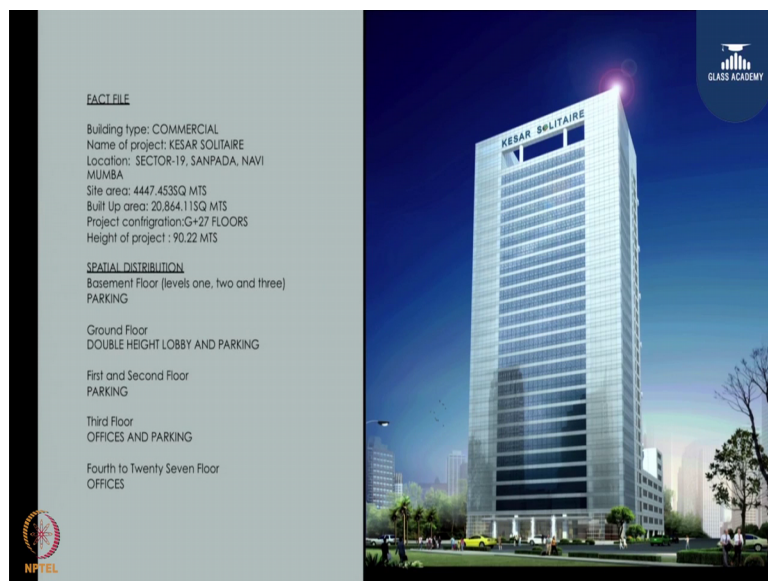 FACT FILE
Building type: COMMERCIAL
Name of project: KESAR SOLITAIRE
Location: SECTOR-19, SANPADA, NAVI
MUMBA
Site area: 4447.453SQ MTS
Built Up area: 20,864.11SQ MTS
Project confrigration:G+27 FLOORS
Height of project : 90.22 MTS
SPATIAL DISTRIBUTION
Basement Floor (levels one, two and three)
PARKING
Ground Floor
DOUBLE HEIGHT LOBBY AND PARKING
First and Second Floor
PARKING
Third Floor
OFFICES AND PARKING
Fourth to Twenty Seven Floor
OFFICES
NPTEL
KESAR SOLITAIRE
GLASS ACADEMY